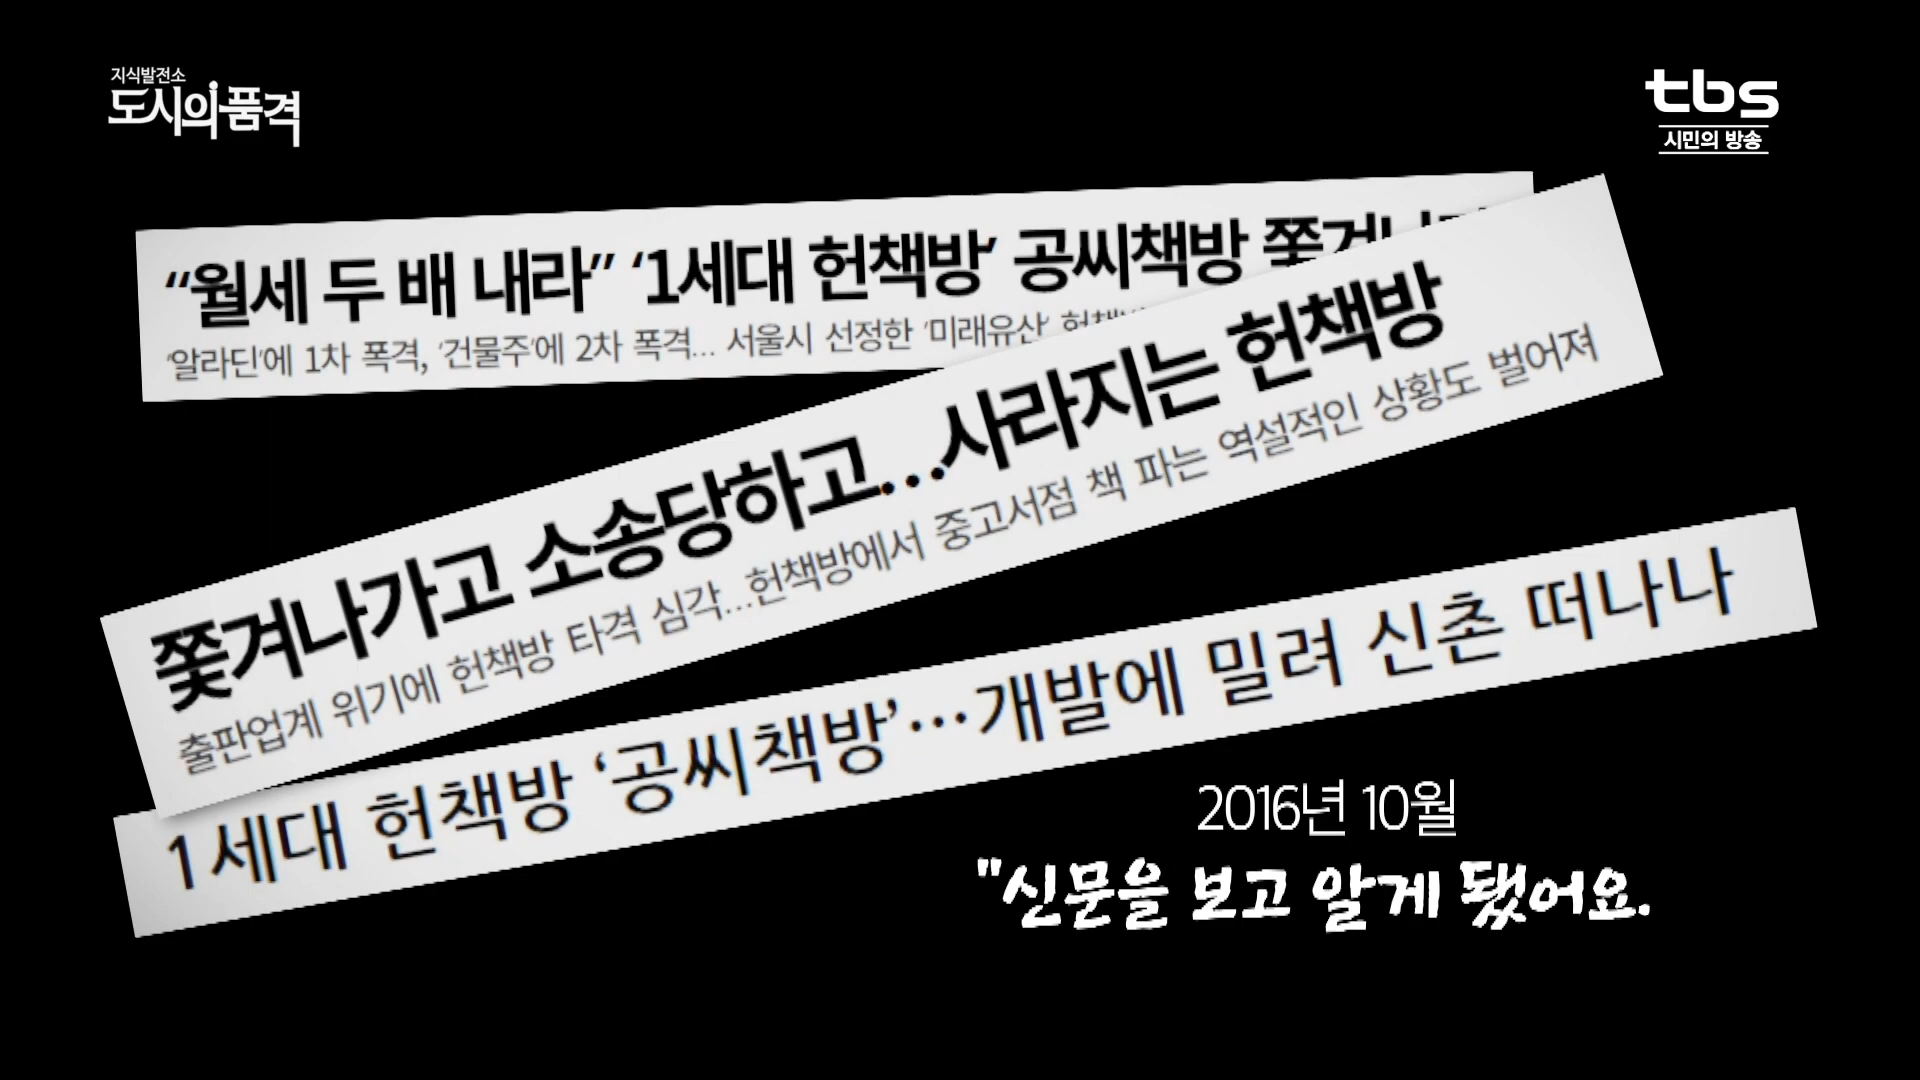 지식발전소
도시의 품격
tbs
시민의 방송
“월세 두 배 내라” ‘1세대 헌책방’ 공씨책방
‘알라딘’에 1차 폭격, ‘건물주’에 2차 폭격... 서울시 선정한 ‘미래유산’
쫓겨나가고 소송당하고...사라지는 헌책방
출판업계 위기에 헌책방 타격 심각...헌책방에서 중고서점 책 파는 역설적인 상황도 벌어져
1세대 헌책방 ‘공씨책방’…개발에 밀려 신촌 떠나나
2016년 10월
"신문을 보고 알게 됐어요.